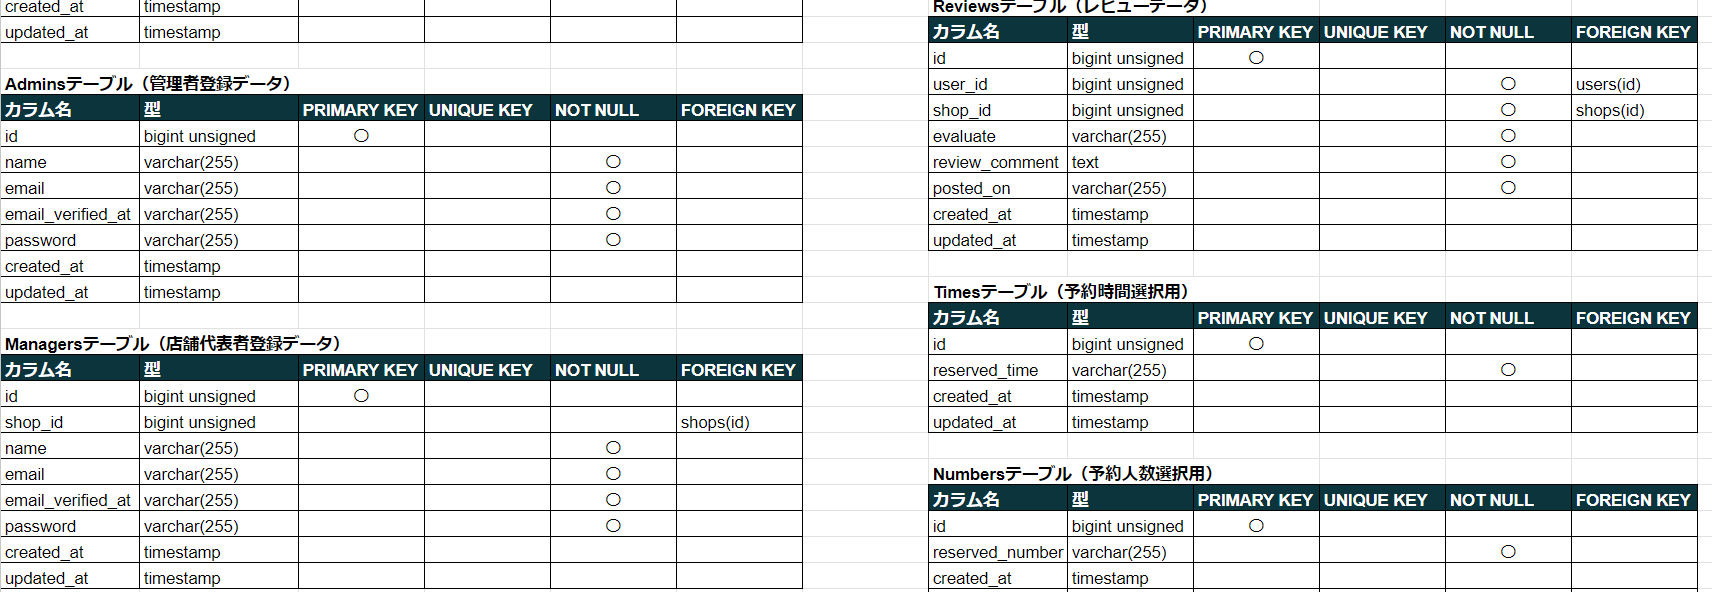 created_at timestamp
updated_at timestamp
Adminsテーブル（管理者登録データ）
カラム名 型 PRIMARY KEY UNIQUE KEY NOT NULL FOREIGN KEY
id bigint unsigned 〇
name varchar(255) 〇
email varchar(255) 〇
email_verified_at varchar(255) 〇
password varchar(255) 〇
created_at timestamp
updated_at timestamp
Managersテーブル（店舗代表者登録データ）
カラム名 型 PRIMARY KEY UNIQUE KEY NOT NULL FOREIGN KEY
id bigint unsigned 〇
shop_id bigint unsigned shops(id)
name varchar(255) 〇
email varchar(255) 〇
email_verified_at varchar(255) 〇
password varchar(255) 〇
created_at timestamp
updated_at timestamp
Reviewsテーブル（レビューデータ）
カラム名 型 PRIMARY KEY UNIQUE KEY NOT NULL FOREIGN KEY
id bigint unsigned 〇
user_id bigint unsigned 〇 users(id)
shop_id bigint unsigned 〇 shops(id)
evaluate varchar(255) 〇
review_comment text 〇
posted_on varchar(255) 〇
created_at timestamp
updated_at timestamp
Timesテーブル（予約時間選択用）
カラム名 型 PRIMARY KEY UNIQUE KEY NOT NULL FOREIGN KEY
id bigint unsigned 〇
reserved_time varchar(255) 〇
created_at timestamp
updated_at timestamp
Numbersテーブル（予約人数選択用）
カラム名 型 PRIMARY KEY UNIQUE KEY NOT NULL FOREIGN KEY
id bigint unsigned 〇
reserved_number varchar(255) 〇
created_at timestamp